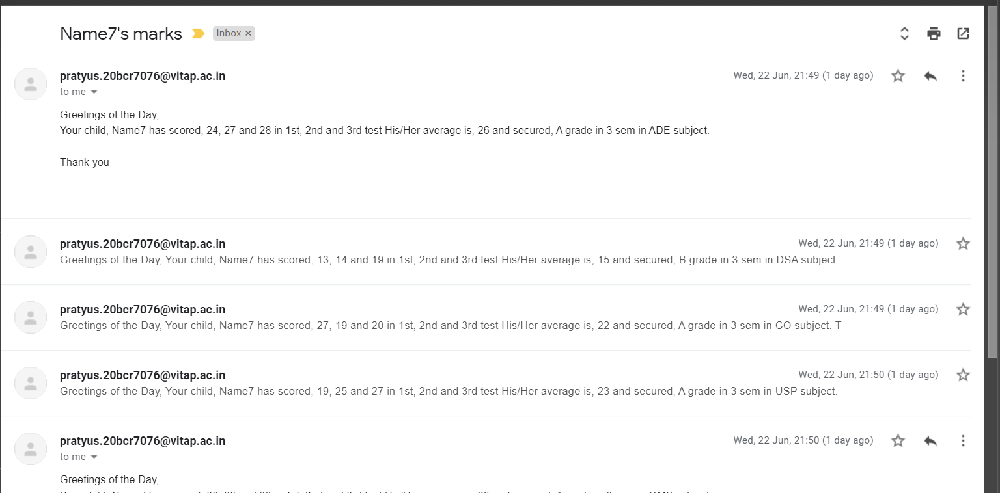 Name7's marks Inbox ×
pratyus.20bcr7076@vitap.ac.in Wed, 22 Jun, 21:49 (1 day ago)
to me
Greetings of the Day,
Your child, Name7 has scored, 24, 27 and 28 in 1st, 2nd and 3rd test His/Her average is, 26 and secured, A grade in 3 sem in ADE subject.
Thank you
pratyus.20bcr7076@vitap.ac.in Wed, 22 Jun, 21:49 (1 day ago)
Greetings of the Day, Your child, Name7 has scored, 13, 14 and 19 in 1st, 2nd and 3rd test His/Her average is, 15 and secured, B grade in 3 sem in DSA subject.
pratyus.20bcr7076@vitap.ac.in Wed, 22 Jun, 21:49 (1 day ago)
Greetings of the Day, Your child, Name7 has scored, 27, 19 and 20 in 1st, 2nd and 3rd test His/Her average is, 22 and secured, A grade in 3 sem in CO subject. T
pratyus.20bcr7076@vitap.ac.in Wed, 22 Jun, 21:50 (1 day ago)
Greetings of the Day, Your child, Name7 has scored, 19, 25 and 27 in 1st, 2nd and 3rd test His/Her average is, 23 and secured, A grade in 3 sem in USP subject.
pratyus.20bcr7076@vitap.ac.in Wed, 22 Jun, 21:50 (1 day ago)
to me
Greetings of the Day,